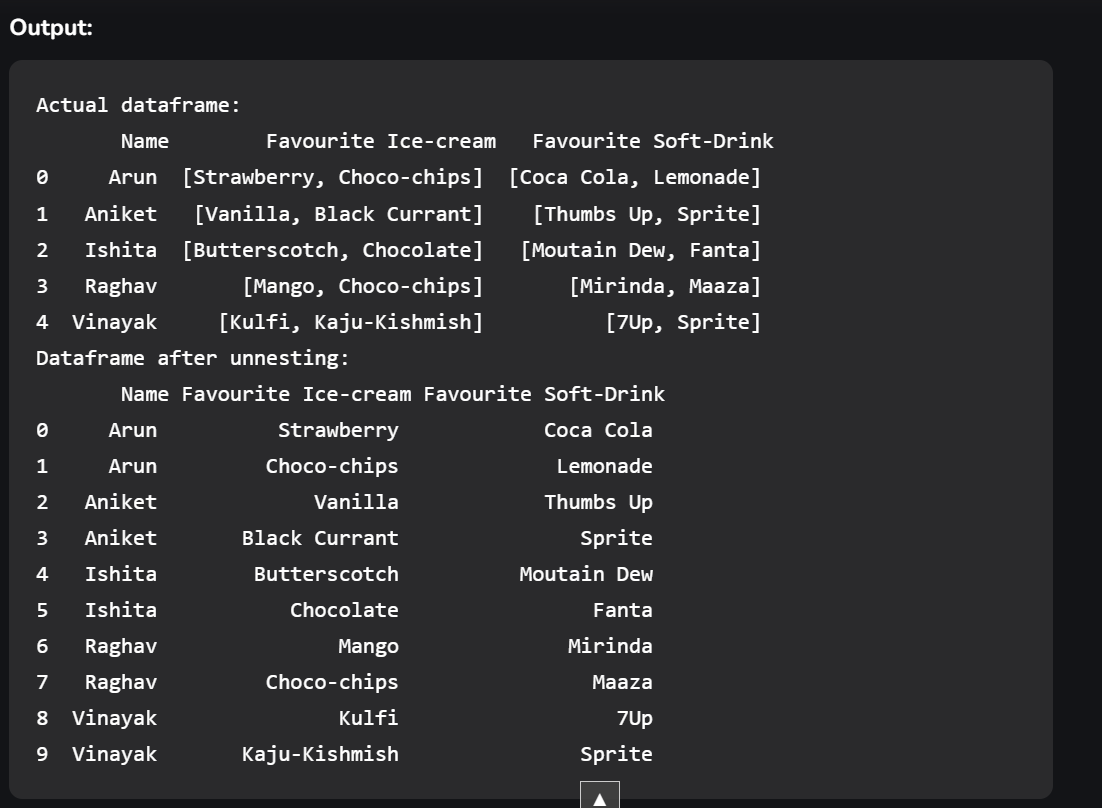 Output:
Actual dataframe:
Name Favourite Ice-cream Favourite Soft-Drink
0 Arun [Strawberry, Choco-chips] [Coca Cola, Lemonade]
1 Aniket [Vanilla, Black Currant] [Thumbs Up, Sprite]
2 Ishita [Butterscotch, Chocolate] [Moutain Dew, Fanta]
3 Raghav [Mango, Choco-chips] [Mirinda, Maaza]
4 Vinayak [Kulfi, Kaju-Kishmish] [7Up, Sprite]
Dataframe after unnesting:
Name Favourite Ice-cream Favourite Soft-Drink
0 Arun Strawberry Coca Cola
1 Arun Choco-chips Lemonade
2 Aniket Vanilla Thumbs Up
3 Aniket Black Currant Sprite
4 Ishita Butterscotch Moutain Dew
5 Ishita Chocolate Fanta
6 Raghav Mango Mirinda
7 Raghav Choco-chips Maaza
8 Vinayak Kulfi 7Up
9 Vinayak Kaju-Kishmish Sprite